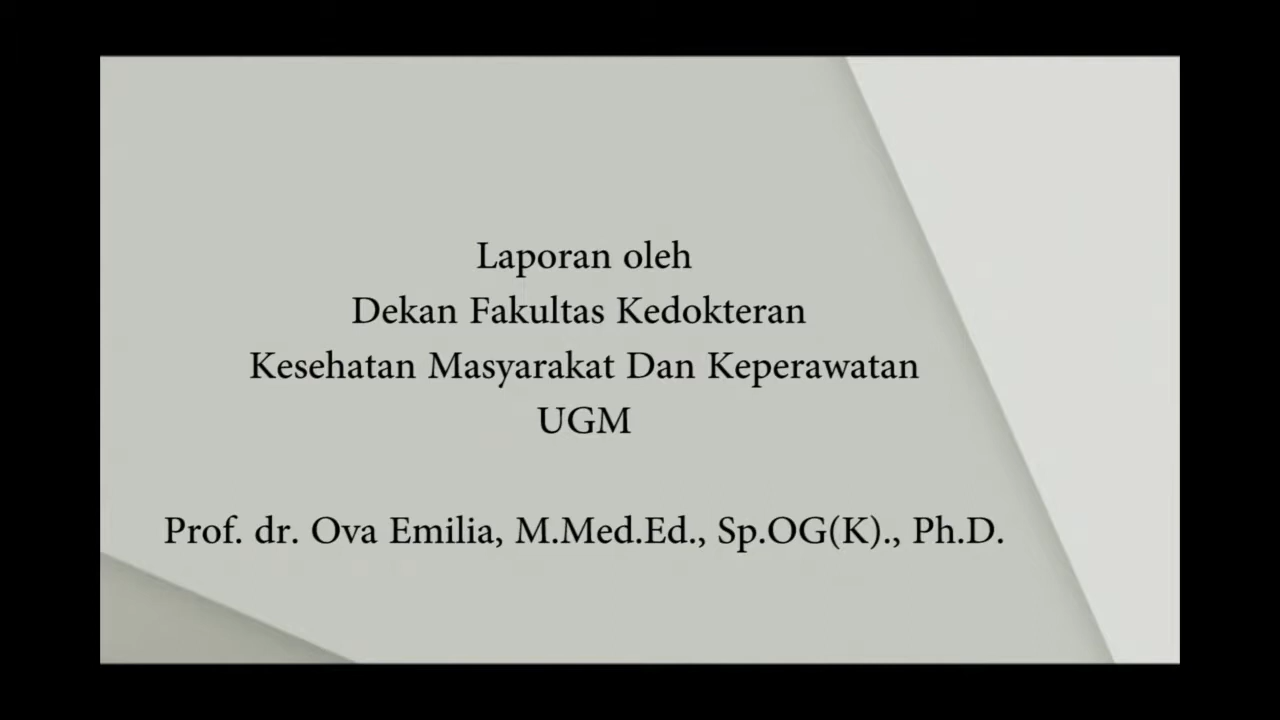 Laporan oleh
Dekan Fakultas Kedokteran
Kesehatan Masyarakat Dan Keperawatan
UGM
Prof. dr. Ova Emilia, M.Med.Ed., Sp.OG(K)., Ph.D.